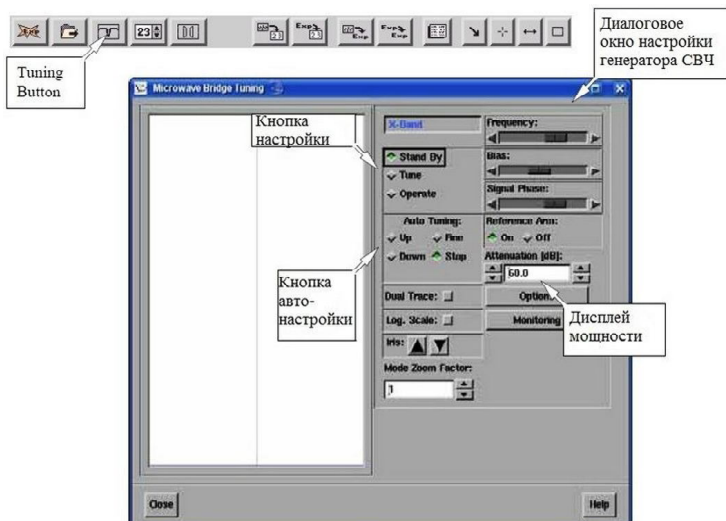 Диалоговое
окно настройки
генератора СВЧ
Tuning
Button
Microwave Bridge Tuning
Кнопка
настройки
X-Band
Frequency:
Stand By
Bias:
Tune
Signal Phase:
Operate
Auto Tuning:
Reference Arm:
Up
Fine
On
Off
Down
Stop
Attenuation [dB]:
60.0
Кнопка
авто-
настройки
Dual Trace:
Option
Log. Scale:
Monitoring
Дисплей
мощности
Iris:
Mode Zoom Factor:
1
Close
Help
23